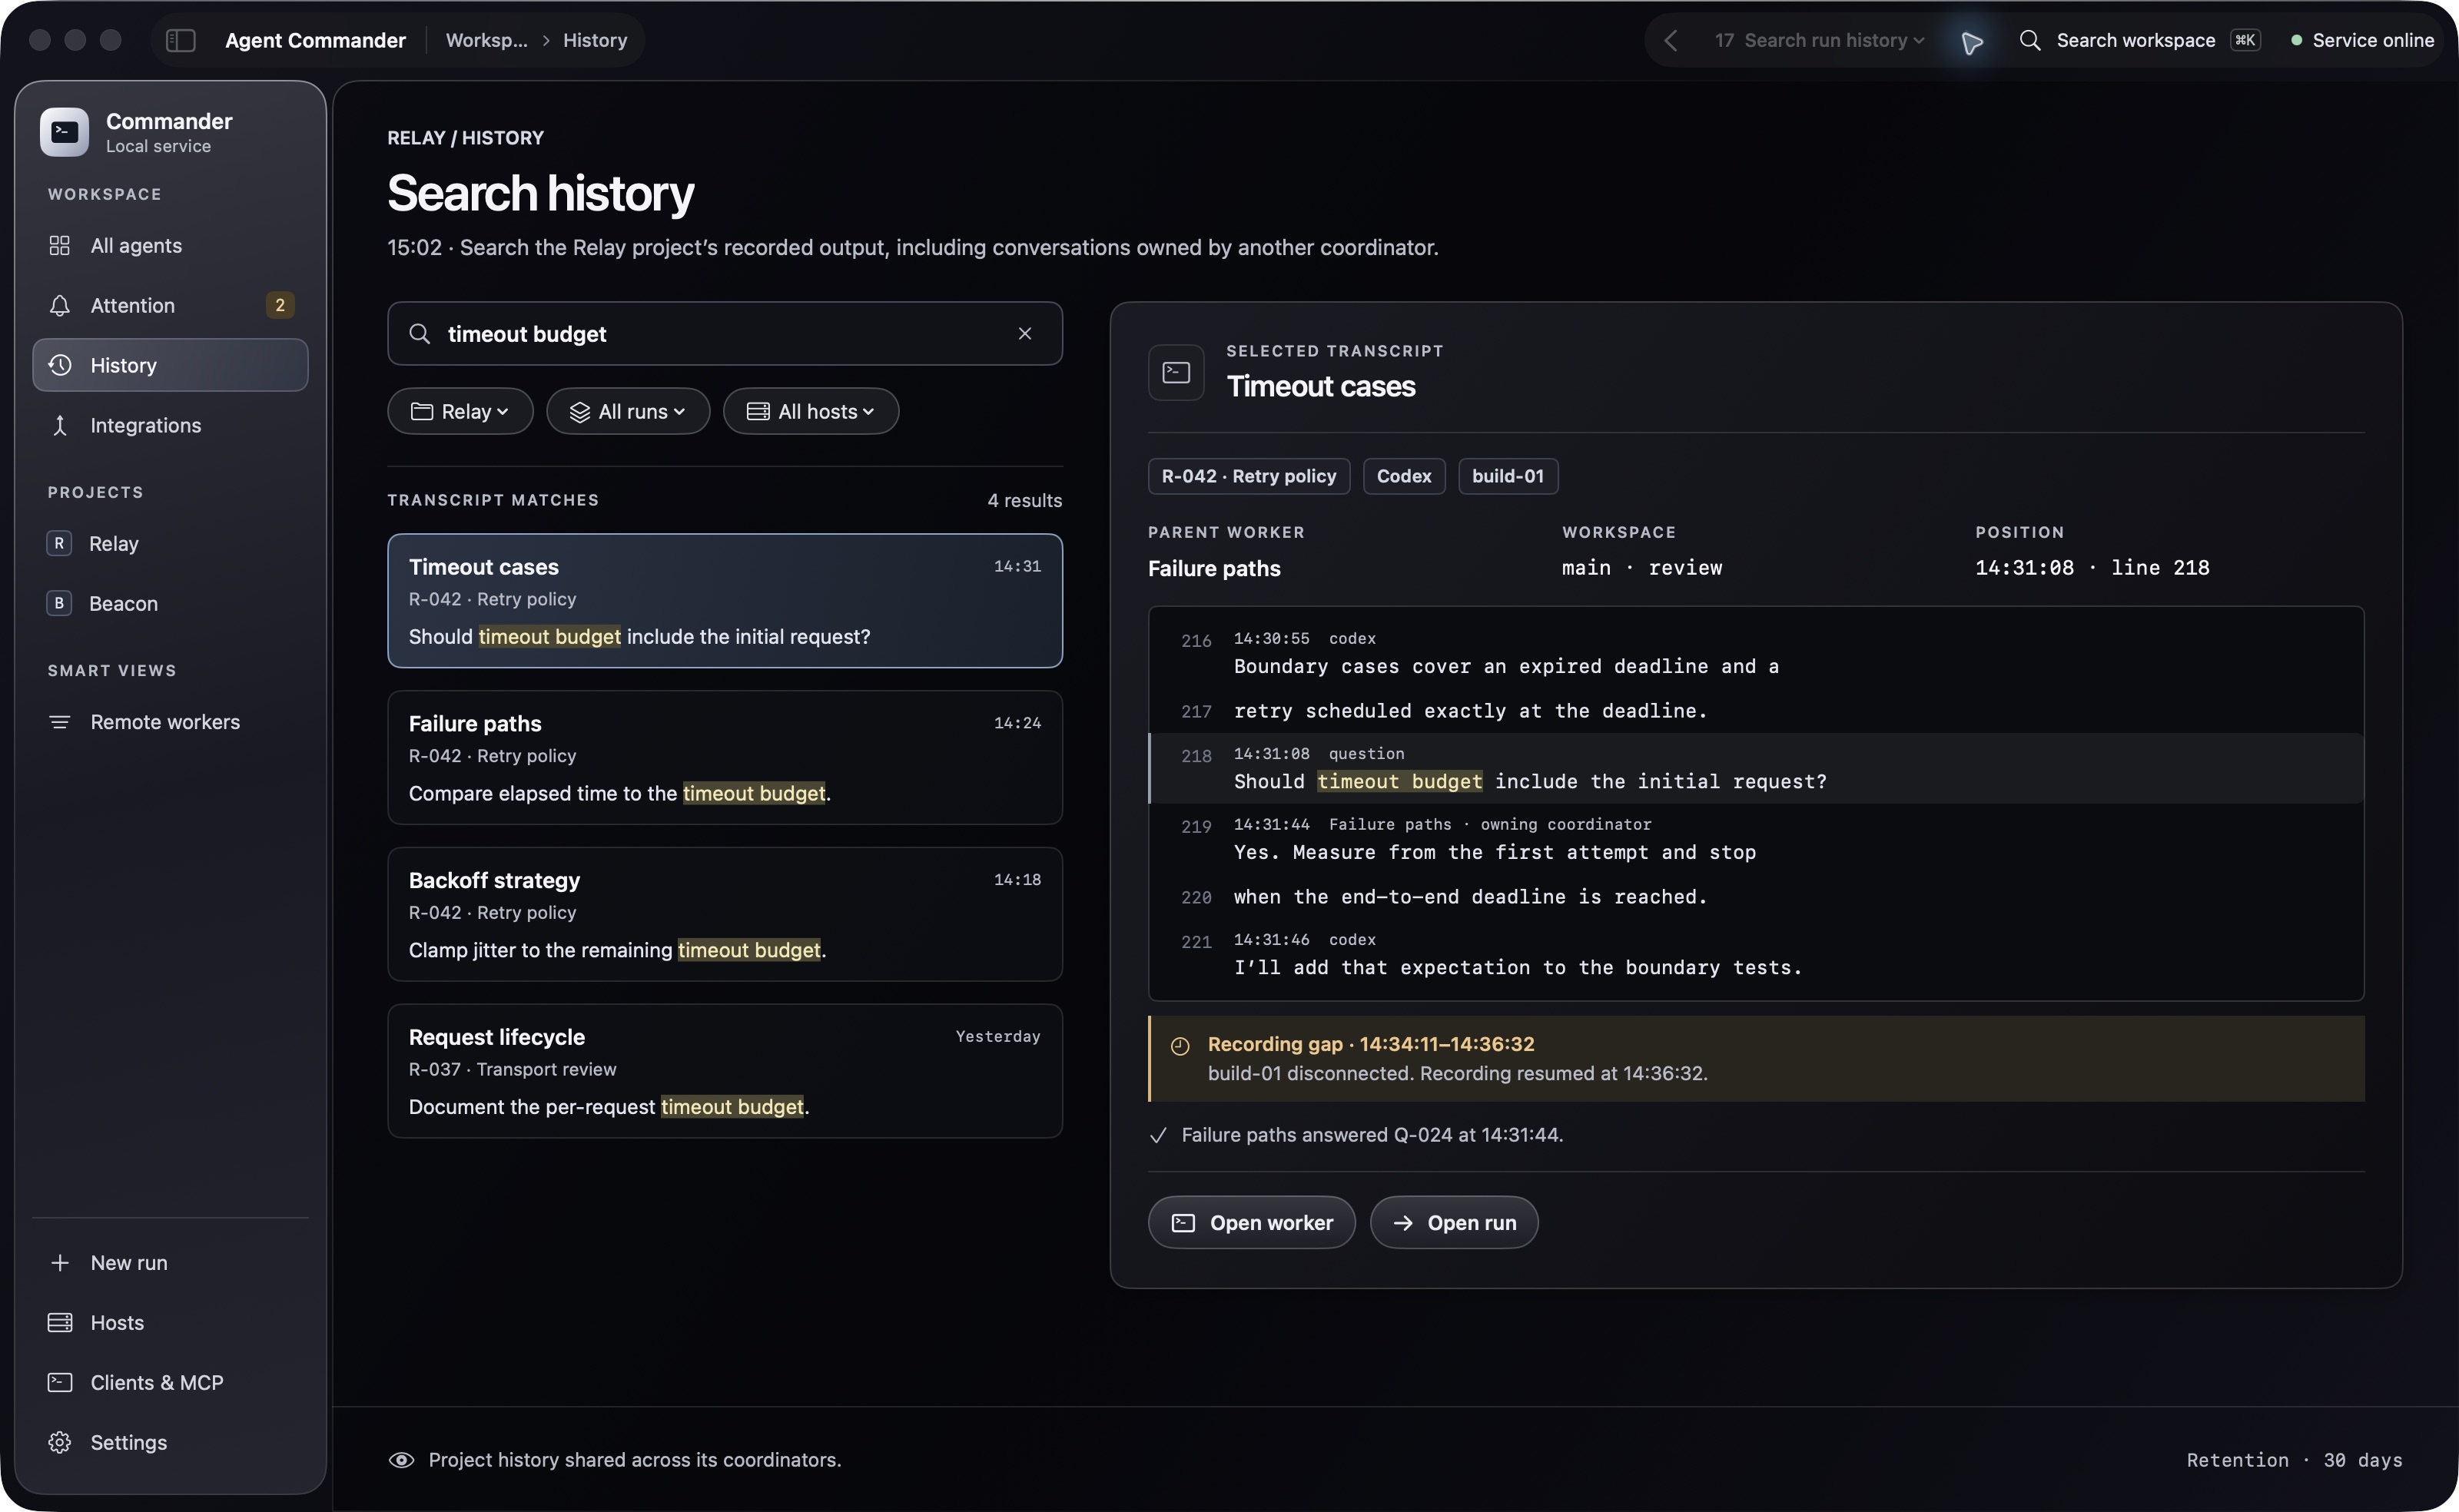 Agent Commander
Worksp... > History
17 Search run history
Search workspace ⌘K
Service online
Commander
Local service
WORKSPACE
All agents
Attention 2
History
Integrations
PROJECTS
R Relay
B Beacon
SMART VIEWS
Remote workers
New run
Hosts
Clients & MCP
Settings
RELAY / HISTORY
Search history
15:02 · Search the Relay project’s recorded output, including conversations owned by another coordinator.
timeout budget
Relay
All runs
All hosts
TRANSCRIPT MATCHES 4 results
Timeout cases 14:31
R-042 · Retry policy
Should timeout budget include the initial request?
Failure paths 14:24
R-042 · Retry policy
Compare elapsed time to the timeout budget.
Backoff strategy 14:18
R-042 · Retry policy
Clamp jitter to the remaining timeout budget.
Request lifecycle Yesterday
R-037 · Transport review
Document the per-request timeout budget.
SELECTED TRANSCRIPT
Timeout cases
R-042 · Retry policy
Codex
build-01
PARENT WORKER
Failure paths
WORKSPACE
main · review
POSITION
14:31:08 · line 218
216 14:30:55 codex
Boundary cases cover an expired deadline and a
217 retry scheduled exactly at the deadline.
218 14:31:08 question
Should timeout budget include the initial request?
219 14:31:44 Failure paths · owning coordinator
Yes. Measure from the first attempt and stop
220 when the end-to-end deadline is reached.
221 14:31:46 codex
I’ll add that expectation to the boundary tests.
Recording gap · 14:34:11–14:36:32
build-01 disconnected. Recording resumed at 14:36:32.
Failure paths answered Q-024 at 14:31:44.
Open worker
Open run
Project history shared across its coordinators.
Retention · 30 days